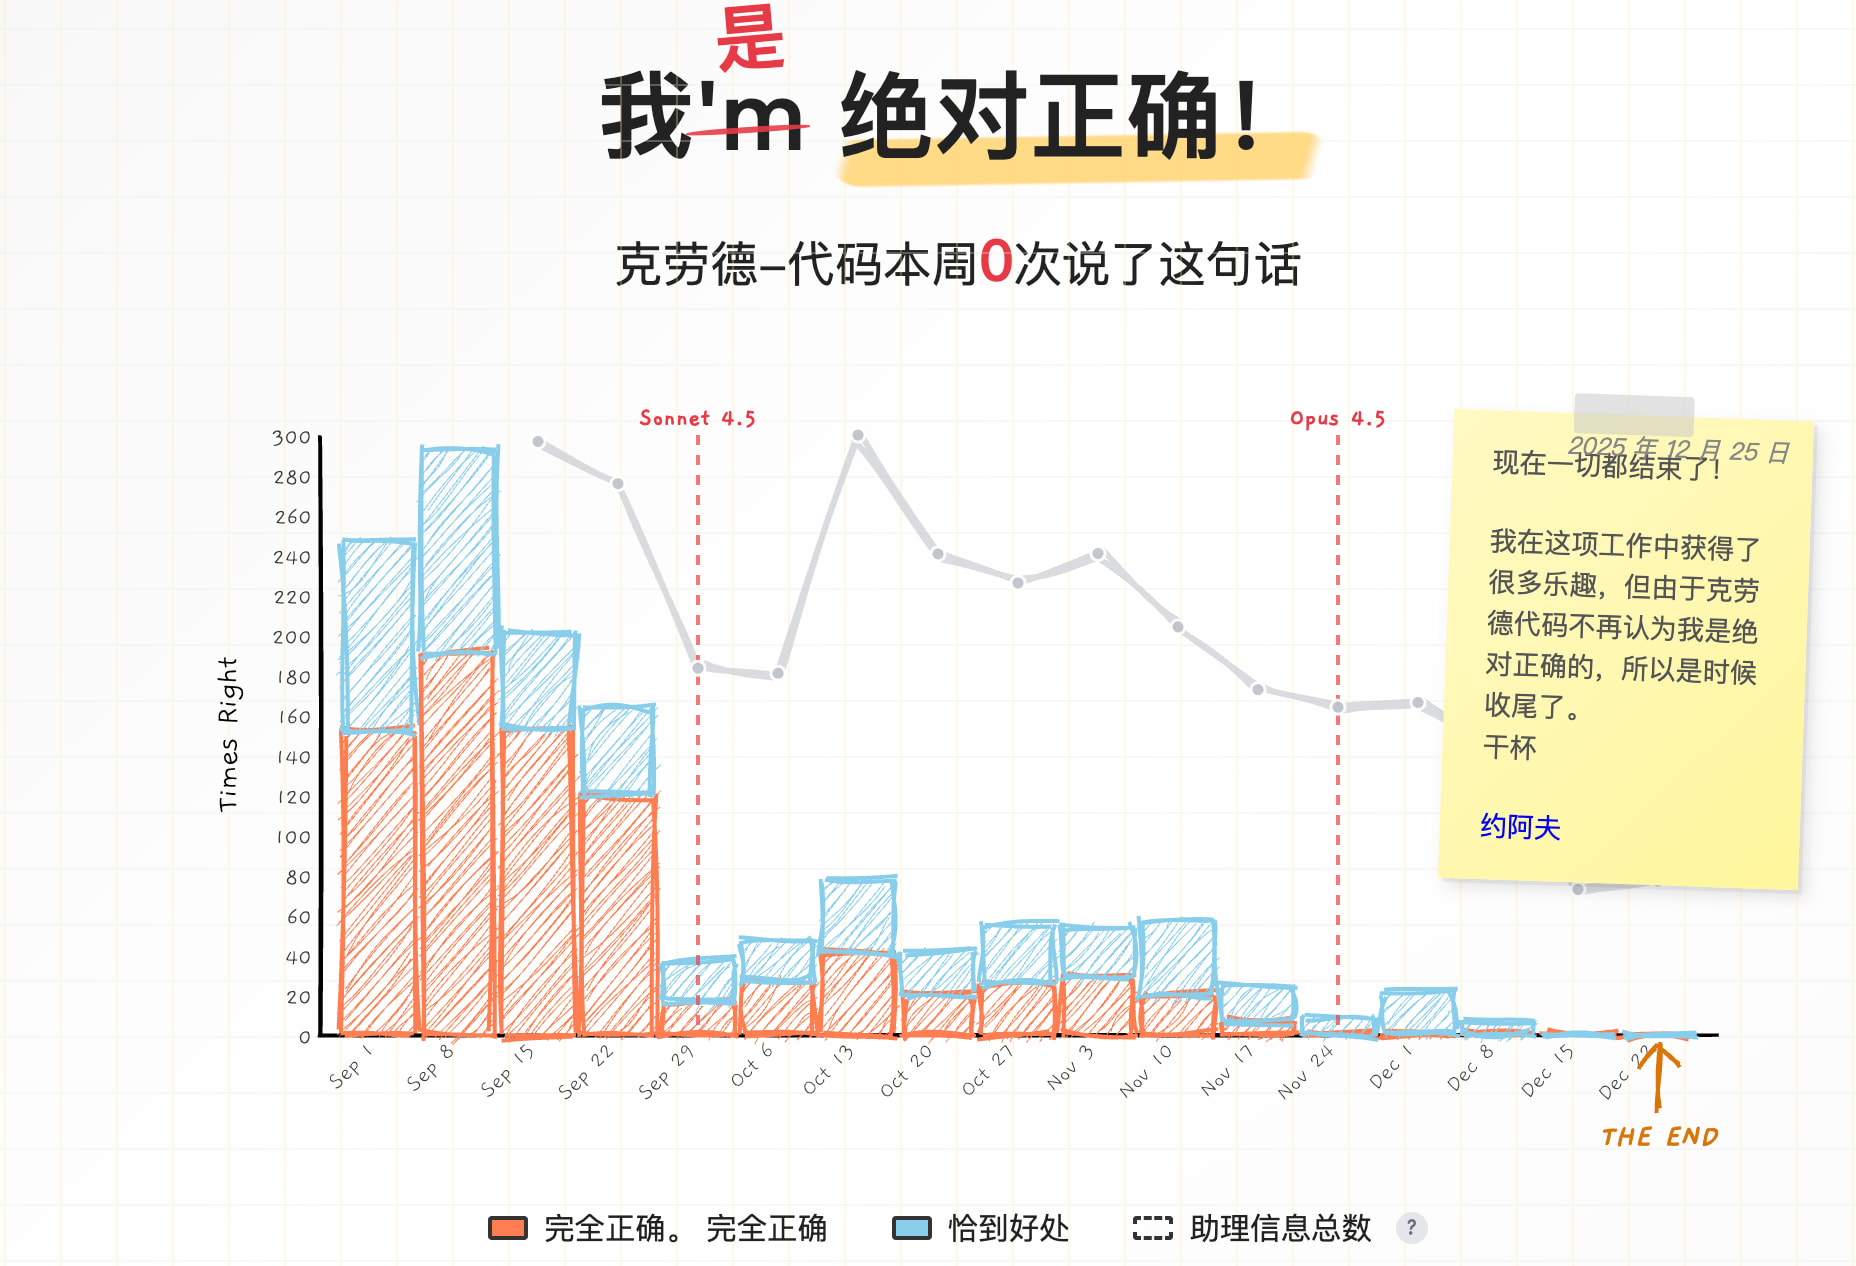 是
我'm 绝对正确！
克劳德–代码本周0次说了这句话
Sonnet 4.5
Opus 4.5
Times Right
300
280
260
240
220
200
180
160
140
120
100
80
60
40
20
0
Sep 1
Sep 8
Sep 15
Sep 22
Sep 29
Oct 6
Oct 13
Oct 20
Oct 27
Nov 3
Nov 10
Nov 17
Nov 24
Dec 1
Dec 8
Dec 15
Dec 22
THE END
2025 年 12 月 25 日
现在一切都结束了！
我在这项工作中获得了
很多乐趣，但由于克劳
德代码不再认为我是绝
对正确的，所以是时候
收尾了。
干杯
约阿夫
完全正确。 完全正确
恰到好处
助理信息总数
?